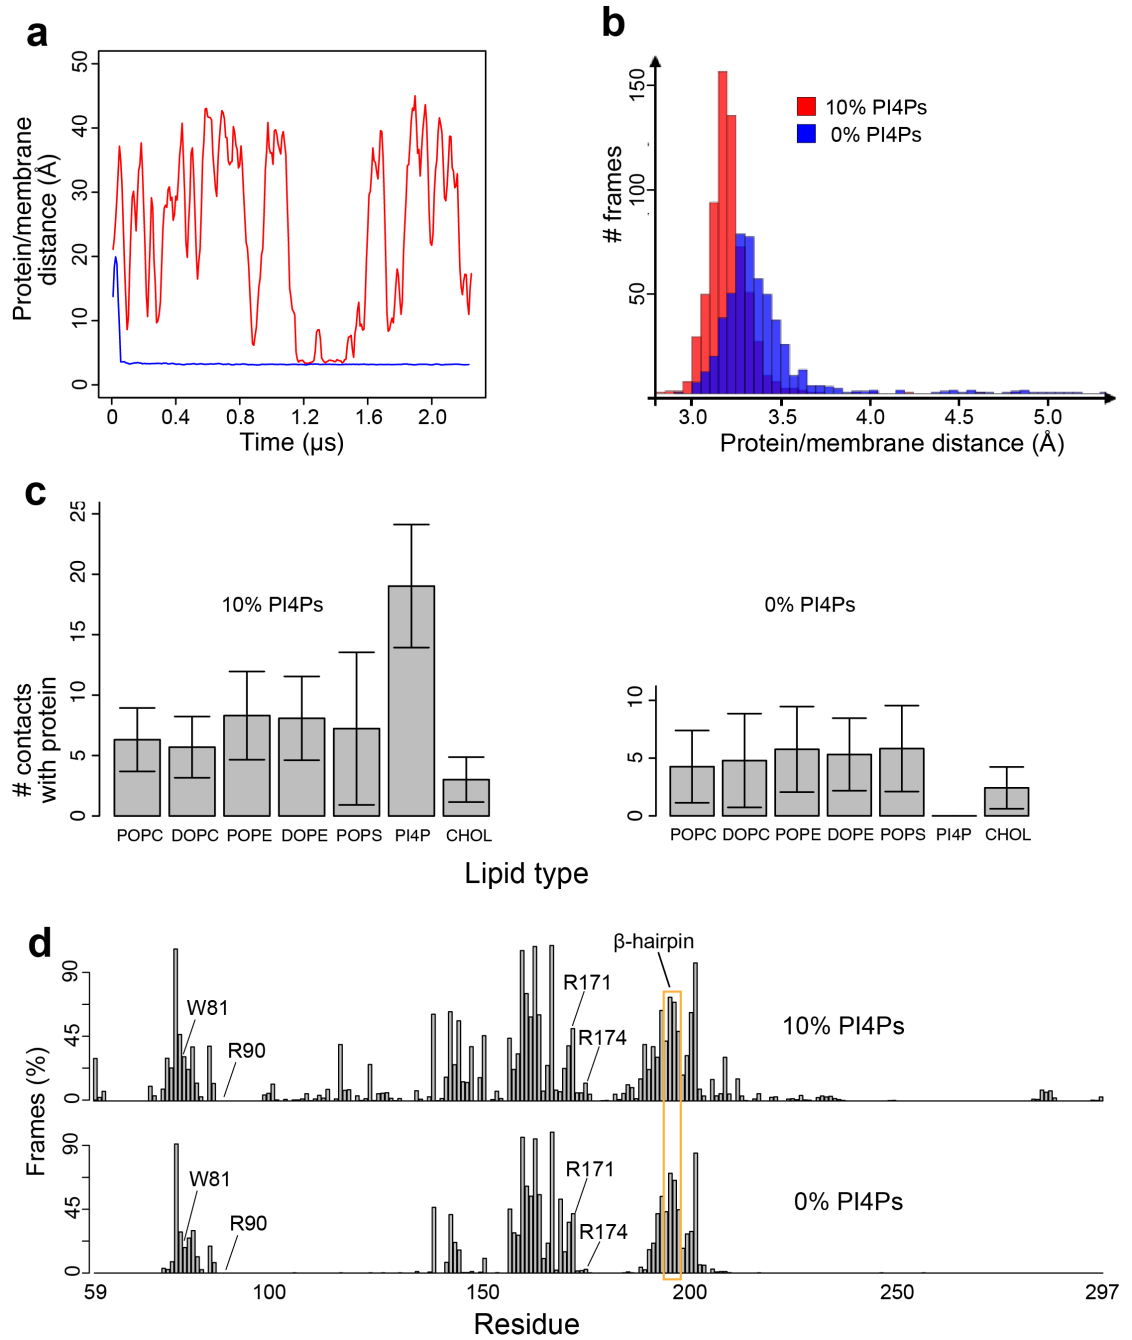 a
Protein/membrane
distance (Å)
50
40
30
20
10
0
0 0.4 0.8 1.2 1.6 2.0
Time (µs)
b
# frames
150
100
50
10% PI4Ps
0% PI4Ps
3.0 3.5 4.0 4.5 5.0
Protein/membrane distance (Å)
c
# contacts
with protein
25
20
15
10
5
0
10% PI4Ps
POPC DOPC POPE DOPE POPS PI4P CHOL
0% PI4Ps
10
5
0
POPC DOPC POPE DOPE POPS PI4P CHOL
Lipid type
d
Frames (%)
90
45
0
W81
R90
R171
R174
β-hairpin
10% PI4Ps
90
45
0
W81
R90
R171
R174
0% PI4Ps
59 100 150 200 250 297
Residue